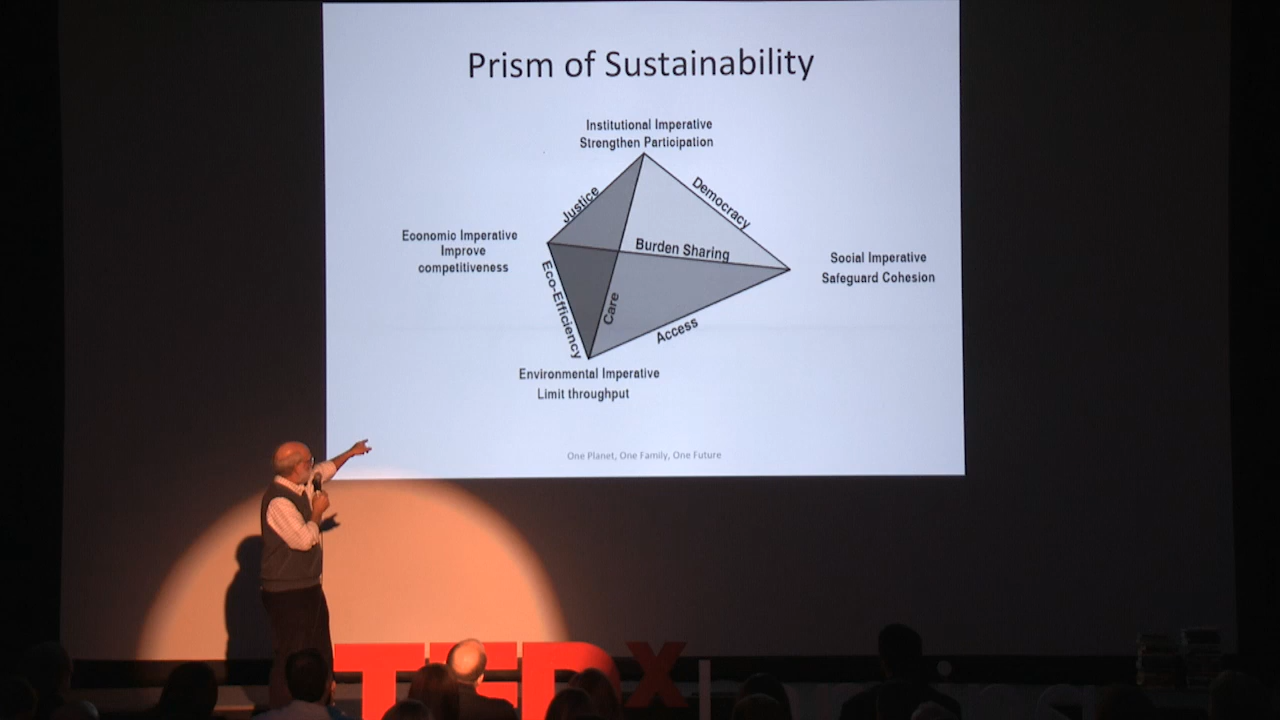 Prism of Sustainability
Institutional Imperative
Strengthen Participation
Justice
Democracy
Economic Imperative
Improve
competitiveness
Burden Sharing
Social Imperative
Safeguard Cohesion
Eco-Efficiency
Care
Access
Environmental Imperative
Limit throughput
One Planet, One Family, One Future
TEDx